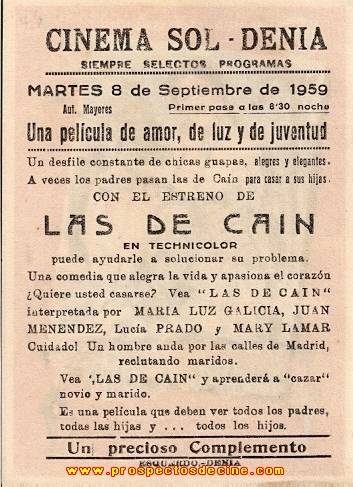 CINEMA SOL - DENIA
SIEMPRE SELECTOS PROGRAMAS
MARTES 8 de Septiembre de 1959
Aut. Mayores Primer pase a las 8'30 noche
Una película de amor, de luz y de juventud
Un desfile constante de chicas guapas, alegres y elegantes.
A veces los padres pasan las de Caín para casar a sus hijas.
CON EL ESTRENO DE
LAS DE CAIN
EN TECHNICOLOR
puede ayudarle a solucionar su problema.
Una comedia que alegra la vida y apasiona el corazón
¿Quiere usted casarse? Vea "LAS DE CAIN"
interpretada por MARIA LUZ GALICIA, JUAN
MENENDEZ, Lucía PRADO y MARY LAMAR
Cuidado! Un hombre anda por las calles de Madrid,
reclutando maridos.
Vea "LAS DE CAIN" y aprenderá a "cazar"
novio y marido.
Es una película que deben ver todos los padres,
todas las hijas y ... todos los hijos.
Un precioso Complemento
ESQUERDO.-DENIA
www.prospectosdecine.com